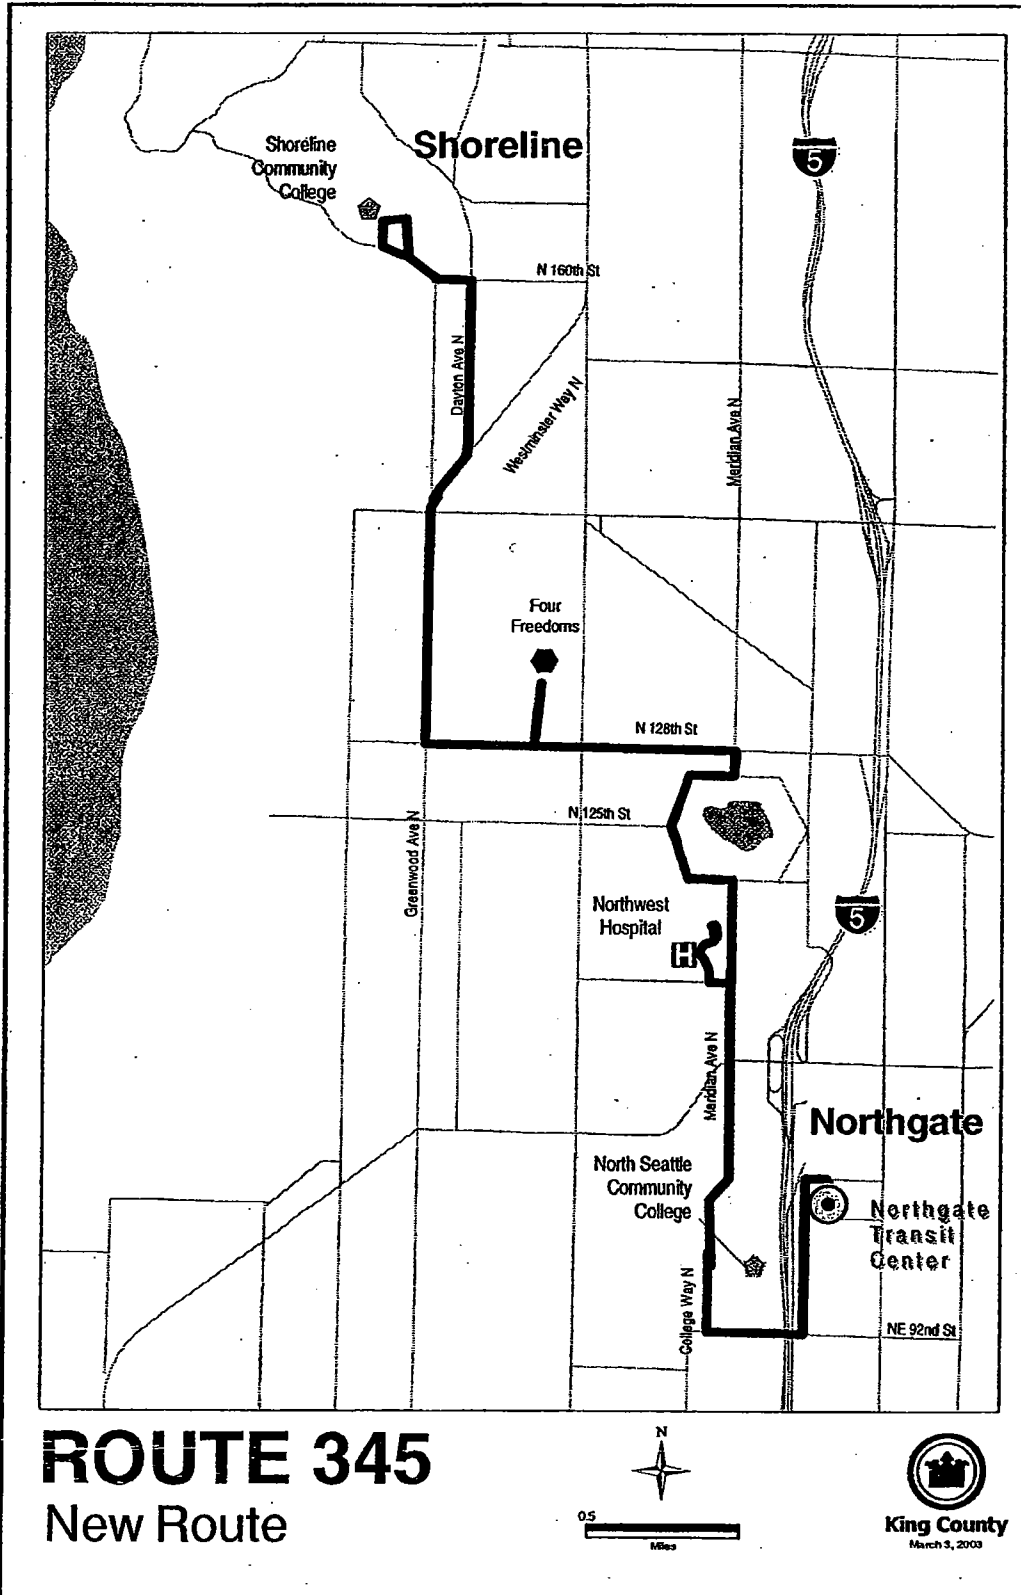 Shoreline
Community
College
Shoreline
5
N 160th St
Dayton Ave N
Westminster Way N
Meridian Ave N
Four
Freedoms
N 128th St
N 125th St
Greenwood Ave N
Northwest
Hospital
H
5
Meridian Ave N
Northgate
North Seattle
Community
College
Northgate
Transit
Center
College Way N
NE 92nd St
ROUTE 345
New Route
N
0.5
Miles
King County
March 3, 2003